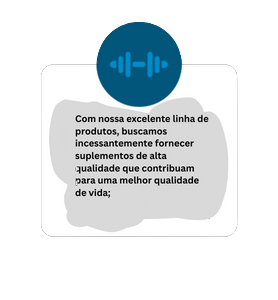 Com nossa excelente linha de
produtos, buscamos
incessantemente fornecer
suplementos de alta
qualidade que contribuam
para uma melhor qualidade
de vida;